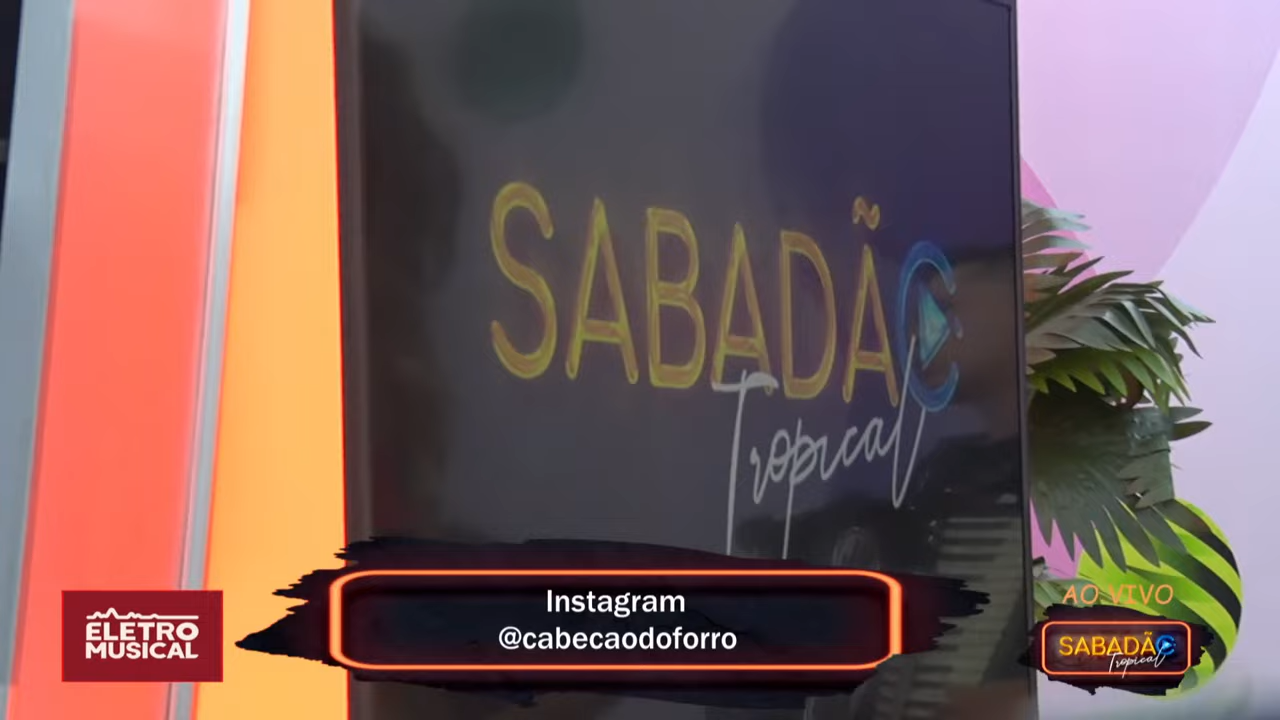 SABADÃO
Tropical
Instagram
@cabecaodoforro
ELETRO
MUSICAL
AO VIVO
SABADÃO
Tropical